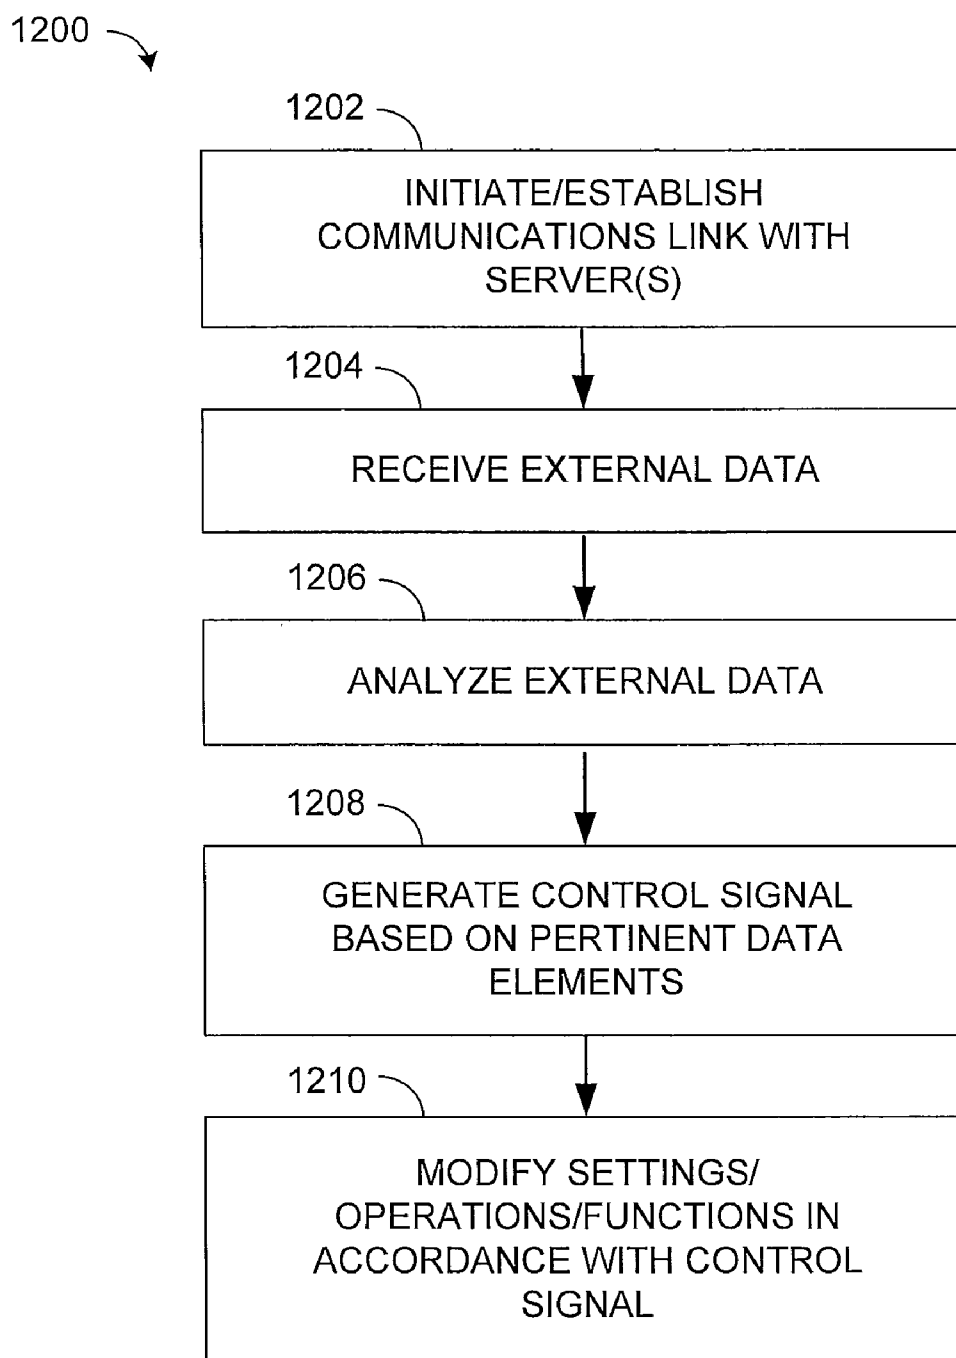 1200
1202
INITIATE/ESTABLISH
COMMUNICATIONS LINK WITH
SERVER(S)
1204
RECEIVE EXTERNAL DATA
1206
ANALYZE EXTERNAL DATA
1208
GENERATE CONTROL SIGNAL
BASED ON PERTINENT DATA
ELEMENTS
1210
MODIFY SETTINGS/
OPERATIONS/FUNCTIONS IN
ACCORDANCE WITH CONTROL
SIGNAL